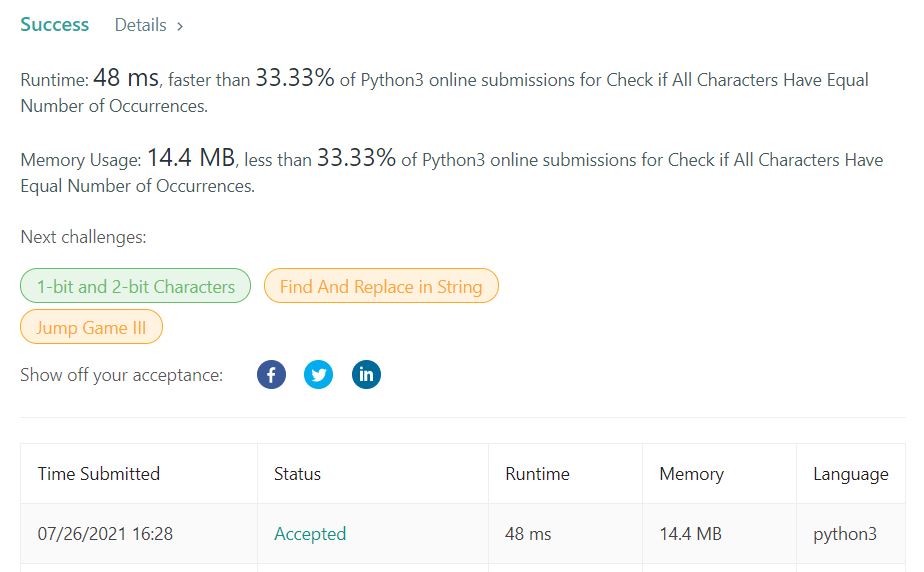 Success Details >
Runtime: 48 ms, faster than 33.33% of Python3 online submissions for Check if All Characters Have Equal
Number of Occurrences.
Memory Usage: 14.4 MB, less than 33.33% of Python3 online submissions for Check if All Characters Have
Equal Number of Occurrences.
Next challenges:
1-bit and 2-bit Characters Find And Replace in String
Jump Game III
Show off your acceptance: f in
Time Submitted Status Runtime Memory Language
07/26/2021 16:28 Accepted 48 ms 14.4 MB python3